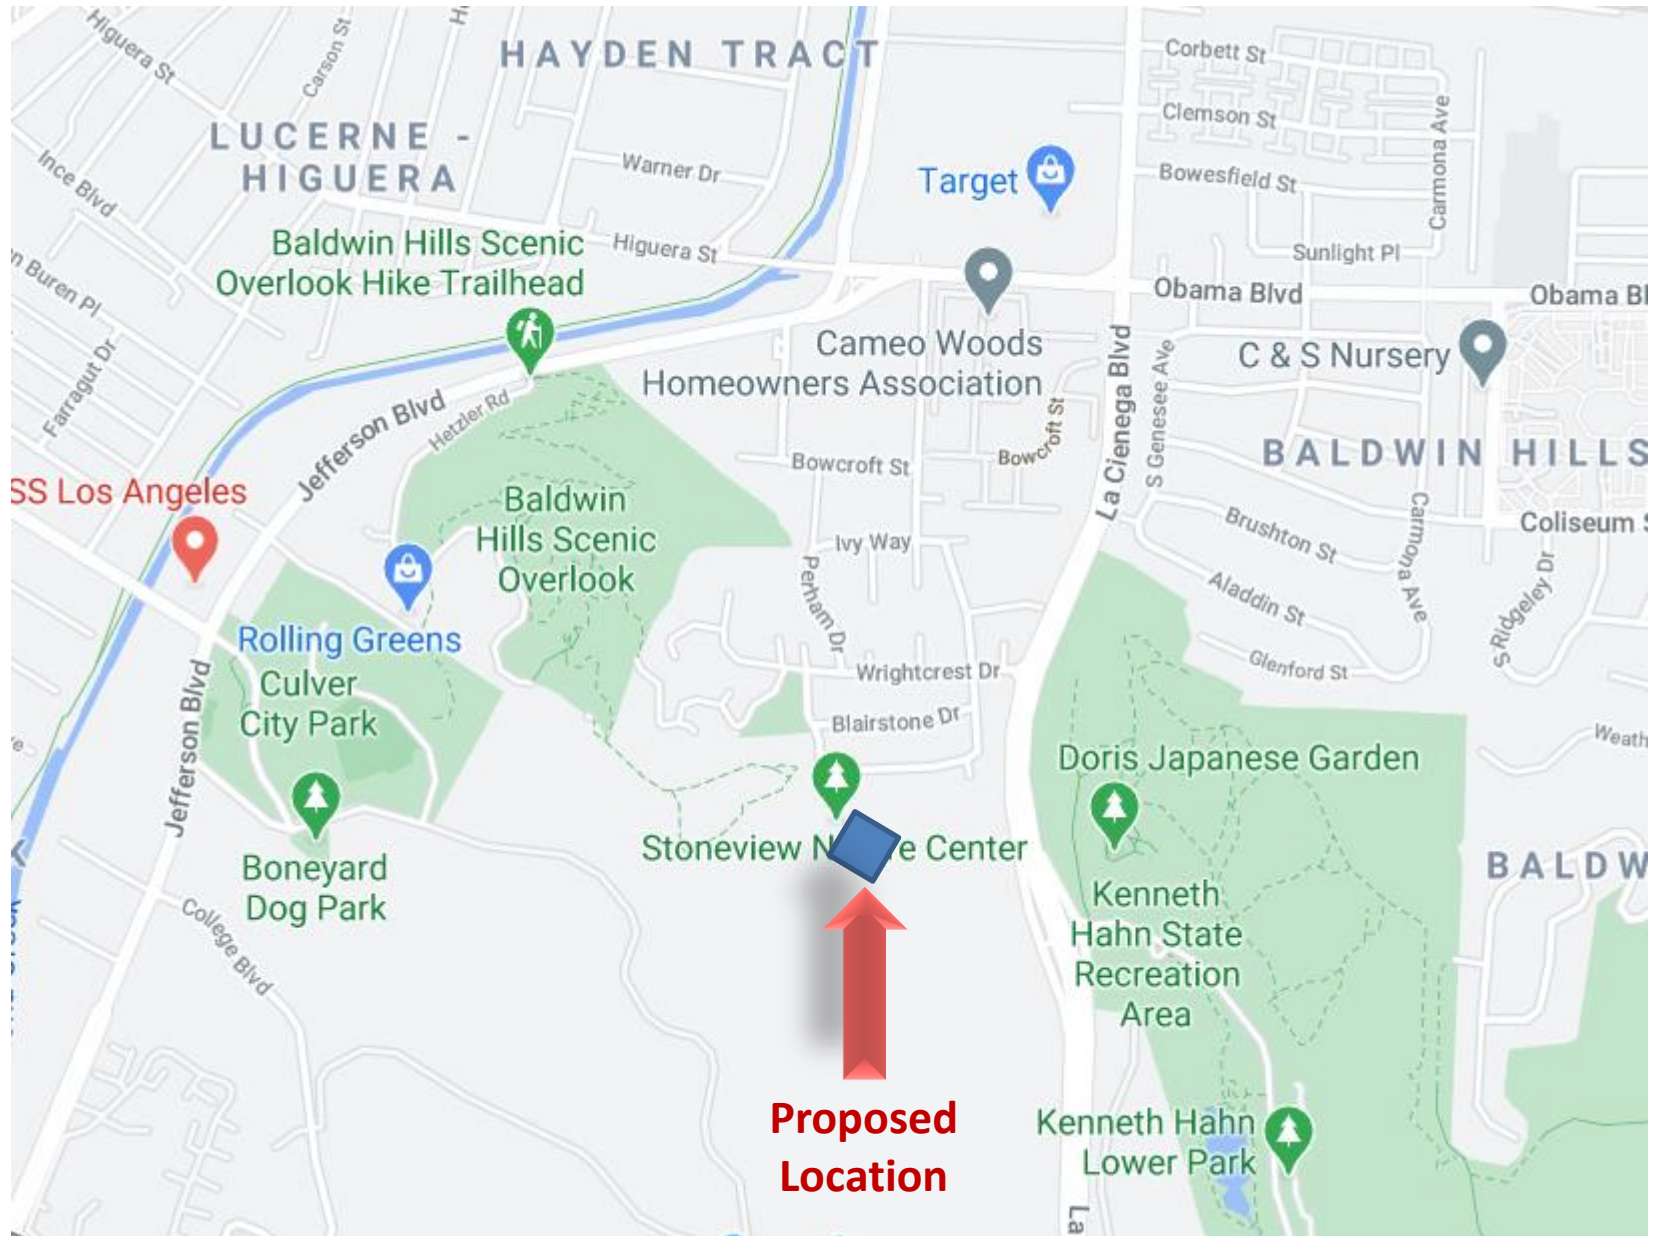 HAYDEN TRACT
Higuera St
Carson St
LUCERNE -
HIGUERA
Ince Blvd
Warner Dr
Target
Corbett St
Clemson St
Bowesfield St
Carmona Ave
Sunlight Pl
Higuera St
Baldwin Hills Scenic
Overlook Hike Trailhead
n Buren Pl
Farragut Dr
Obama Blvd
Obama Bl
Cameo Woods
Homeowners Association
La Cienega Blvd
S Genesee Ave
C & S Nursery
Jefferson Blvd
Hetzler Rd
Bowcroft St
Bowcroft St
BALDWIN HILLS
SS Los Angeles
Baldwin
Hills Scenic
Overlook
Ivy Way
Perham Dr
Brushton St
Carmona Ave
Coliseum S
Aladdin St
S Ridgeley Dr
Glenford St
Rolling Greens
Culver
City Park
Jefferson Blvd
Wrightcrest Dr
Blairstone Dr
Weath
Doris Japanese Garden
Stoneview N re Center
Boneyard
Dog Park
College Blvd
Kenneth
Hahn State
Recreation
Area
BALDW
Proposed
Location
Kenneth Hahn
Lower Park
La